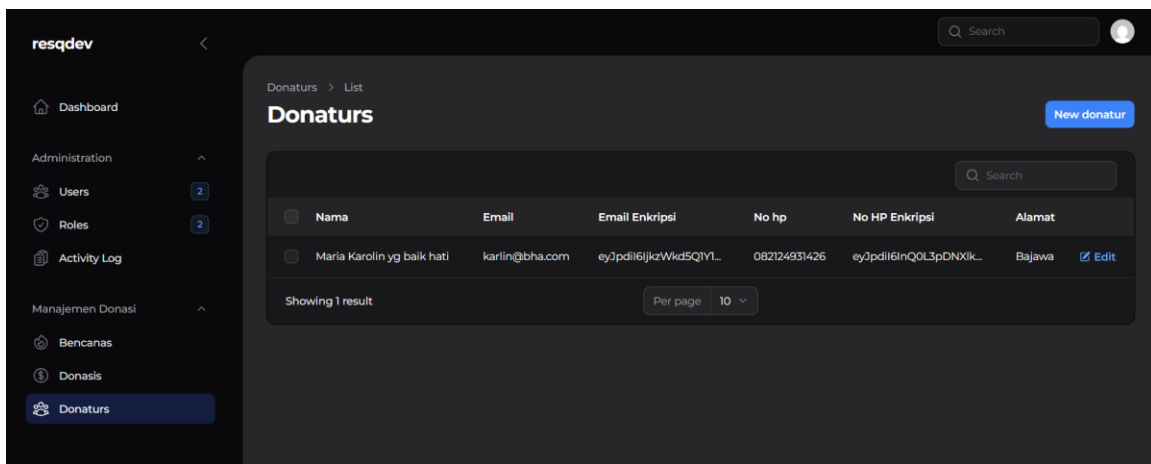 resqdev
Search
Dashboard
Administration
Users 2
Roles 2
Activity Log
Manajemen Donasi
Bencanas
Donasis
Donaturs
Donaturs > List
Donaturs
New donatur
Search
Nama Email Email Enkripsi No hp No HP Enkripsi Alamat
Maria Karolin yg baik hati karlin@bha.com eyJpdiI6IjkzWkd5Q1Y1... 082124931426 eyJpdiI6InQ0L3pDNXlk... Bajawa Edit
Showing 1 result
Per page 10